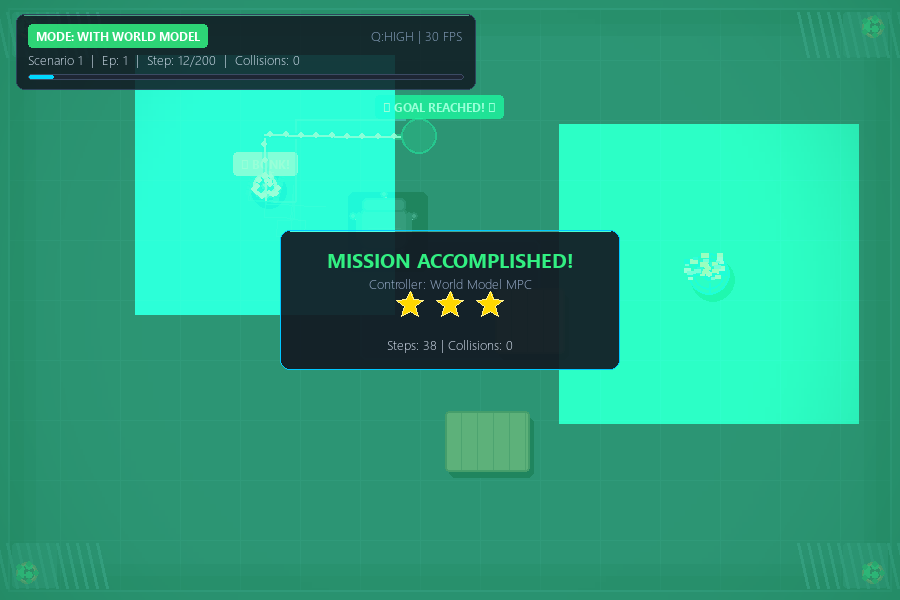 MODE: WITH WORLD MODEL
Q:HIGH | 30 FPS
Scenario 1 | Ep: 1 | Step: 12/200 | Collisions: 0
GOAL REACHED!
MISSION ACCOMPLISHED!
Controller: World Model MPC
Steps: 38 | Collisions: 0